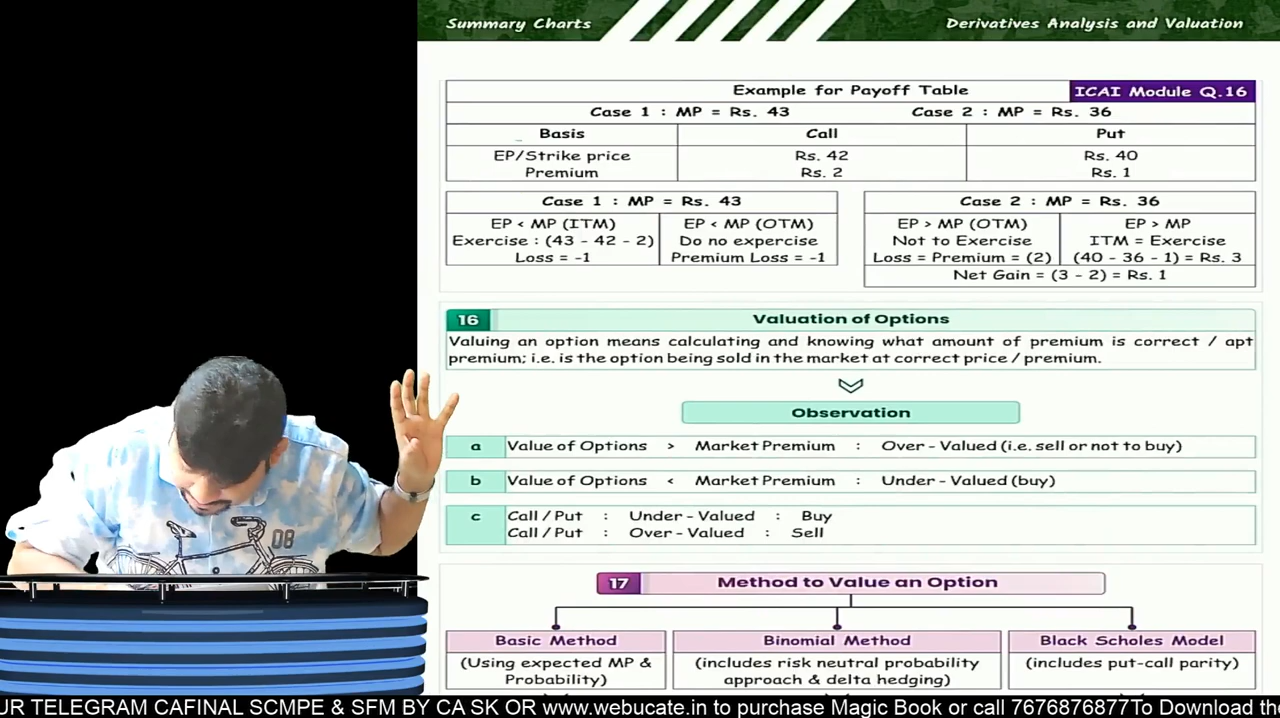 Summary Charts
Derivatives Analysis and Valuation
Example for Payoff Table
ICAI Module Q.16
Case 1 : MP = Rs. 43 Case 2 : MP = Rs. 36
Basis Call Put
EP/Strike price Rs. 42 Rs. 40
Premium Rs. 2 Rs. 1
Case 1 : MP = Rs. 43
EP < MP (ITM) EP < MP (OTM)
Exercise : (43 - 42 - 2) Do no expercise
Loss = -1 Premium Loss = -1
Case 2 : MP = Rs. 36
EP > MP (OTM) EP > MP
Not to Exercise ITM = Exercise
Loss = Premium = (2) (40 - 36 - 1) = Rs. 3
Net Gain = (3 - 2) = Rs. 1
16 Valuation of Options
Valuing an option means calculating and knowing what amount of premium is correct / apt
premium; i.e. is the option being sold in the market at correct price / premium.
Observation
a Value of Options > Market Premium : Over - Valued (i.e. sell or not to buy)
b Value of Options < Market Premium : Under - Valued (buy)
c Call / Put : Under - Valued : Buy
Call / Put : Over - Valued : Sell
17 Method to Value an Option
Basic Method
(Using expected MP &
Probability)
Binomial Method
(includes risk neutral probability
approach & delta hedging)
Black Scholes Model
(includes put-call parity)
08
UR TELEGRAM CAFINAL SCMPE & SFM BY CA SK OR www.webucate.in to purchase Magic Book or call 7676876877To Download the